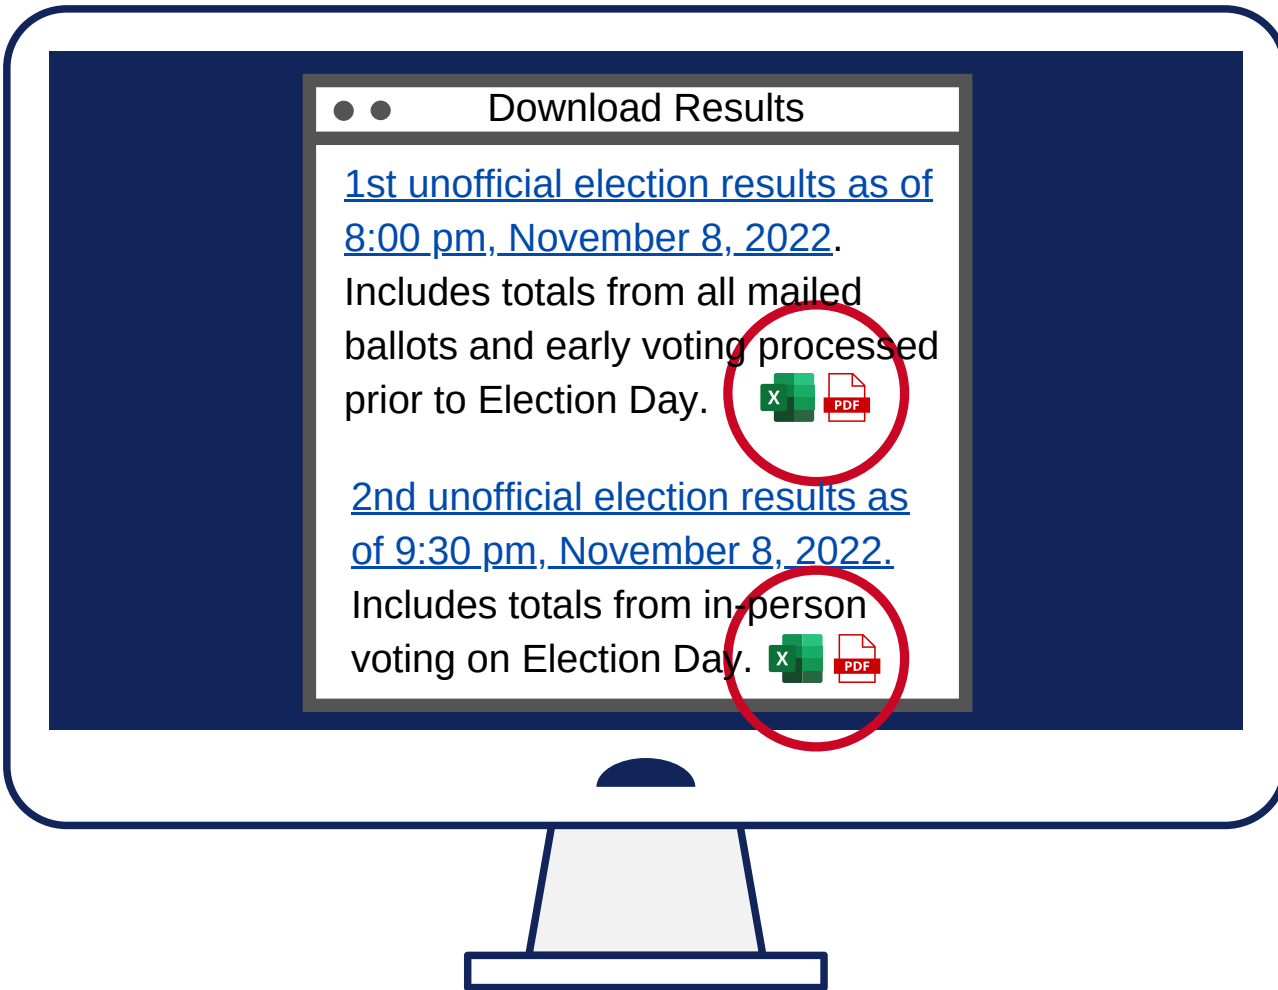 Download Results
1st unofficial election results as of
8:00 pm, November 8, 2022.
Includes totals from all mailed
ballots and early voting processed
prior to Election Day.
X PDF
2nd unofficial election results as
of 9:30 pm, November 8, 2022.
Includes totals from in-person
voting on Election Day.
X PDF